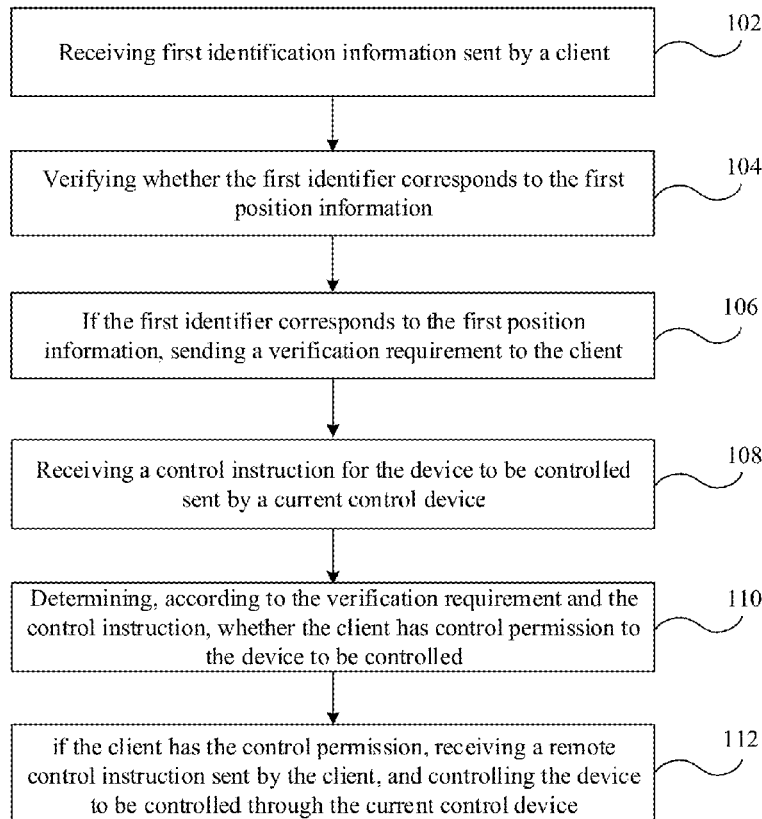 Receiving first identification information sent by a client
102
Verifying whether the first identifier corresponds to the first
position information
104
If the first identifier corresponds to the first position
information, sending a verification requirement to the client
106
Receiving a control instruction for the device to be controlled
sent by a current control device
108
Determining, according to the verification requirement and the
control instruction, whether the client has control permission to
the device to be controlled
110
if the client has the control permission, receiving a remote
control instruction sent by the client, and controlling the device
to be controlled through the current control device
112